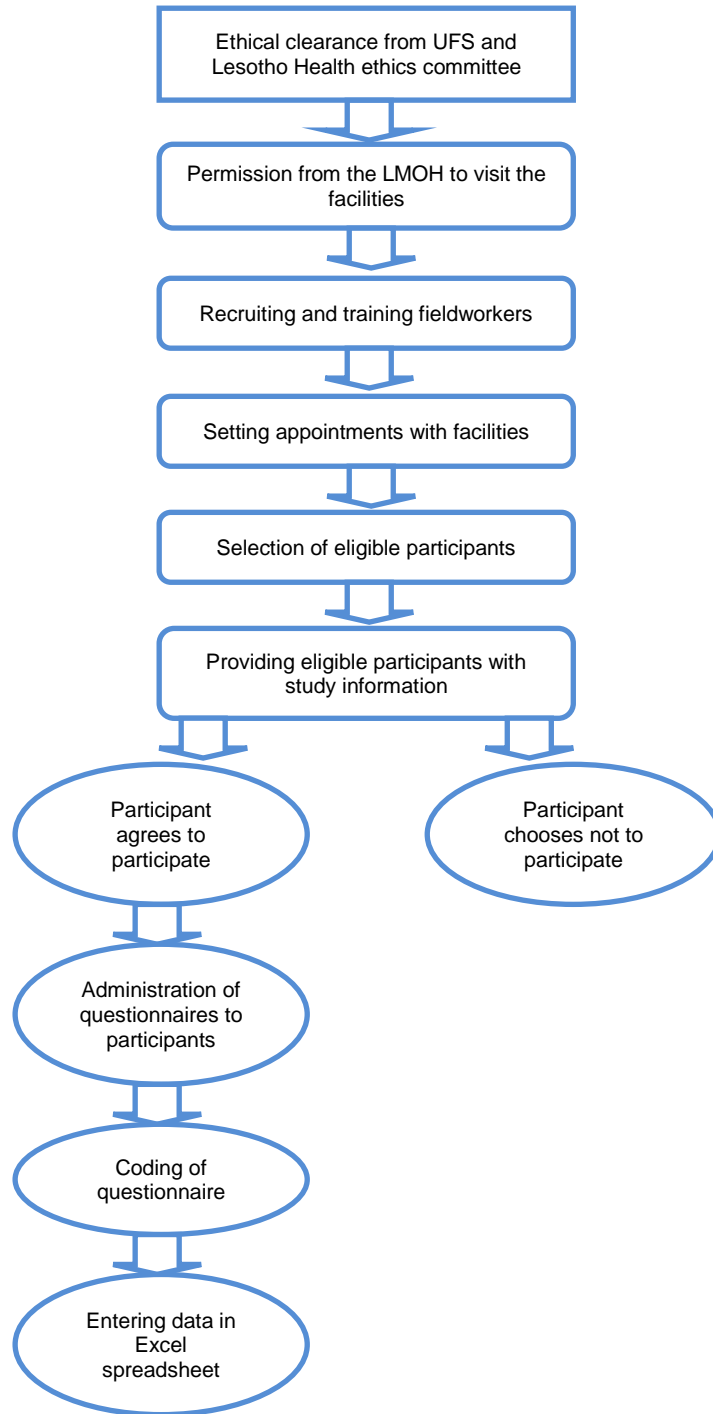 Ethical clearance from UFS and
Lesotho Health ethics committee
Permission from the LMOH to visit the
facilities
Recruiting and training fieldworkers
Setting appointments with facilities
Selection of eligible participants
Providing eligible participants with
study information
Participant
agrees to
participate
Participant
chooses not to
participate
Administration of
questionnaires to
participants
Coding of
questionnaire
Entering data in
Excel
spreadsheet